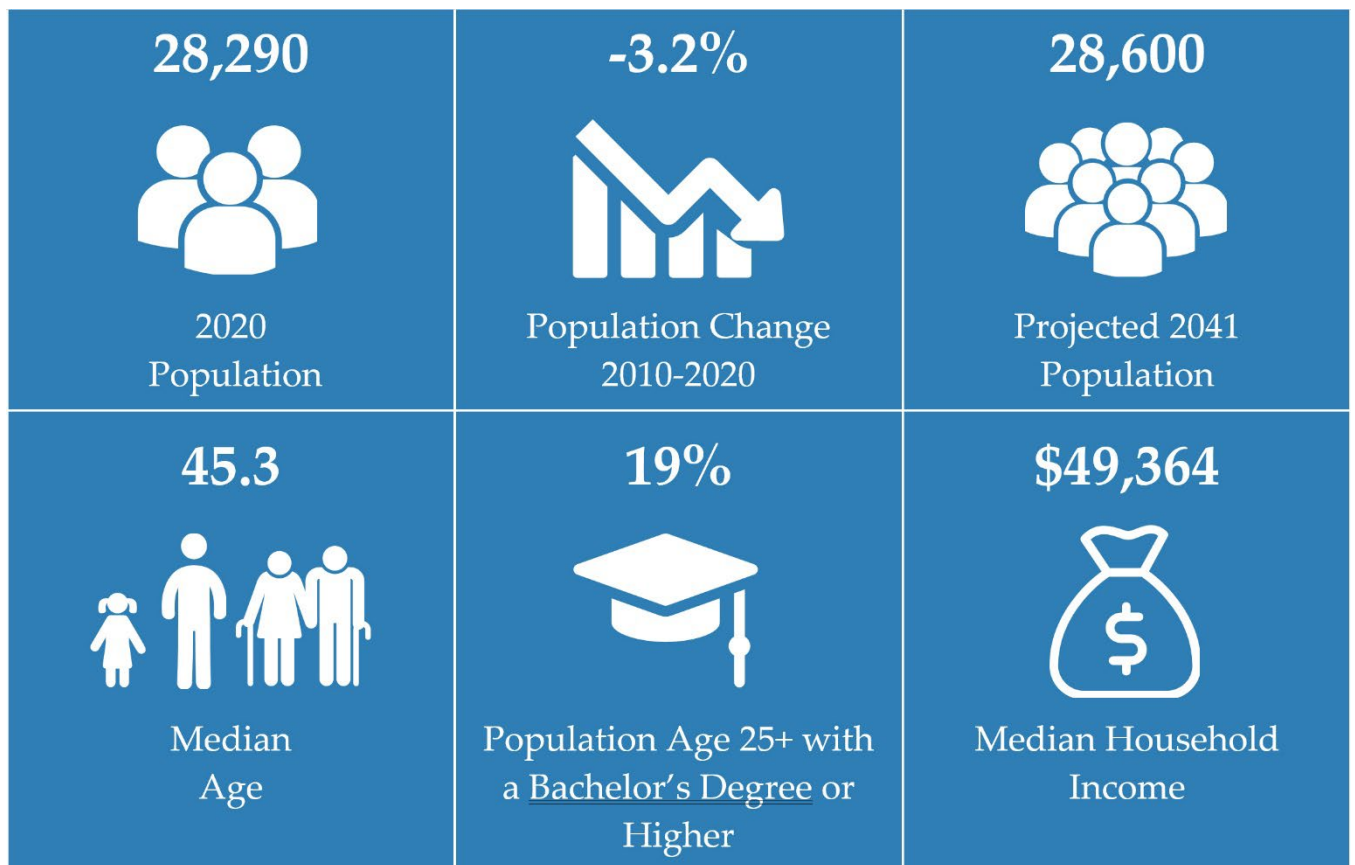 28,290
2020
Population
-3.2%
Population Change
2010-2020
28,600
Projected 2041
Population
45.3
Median
Age
19%
Population Age 25+ with
a Bachelor’s Degree or
Higher
$49,364
$
Median Household
Income